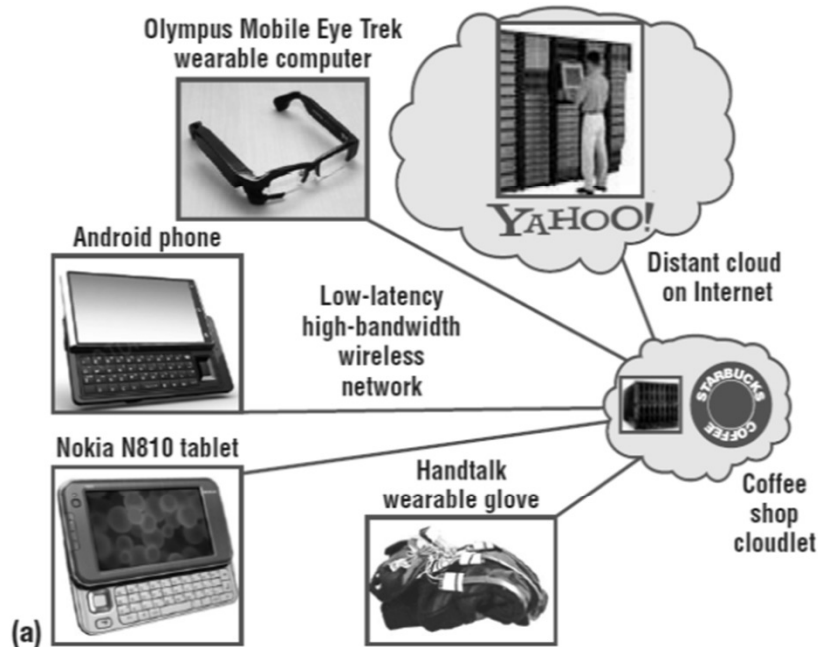 Olympus Mobile Eye Trek
wearable computer
YAHOO!
Android phone
Distant cloud
on Internet
Low-latency
high-bandwidth
wireless
network
STARBUCKS
COFFEE
Nokia N810 tablet
Handtalk
wearable glove
Coffee
shop
cloudlet
(a)